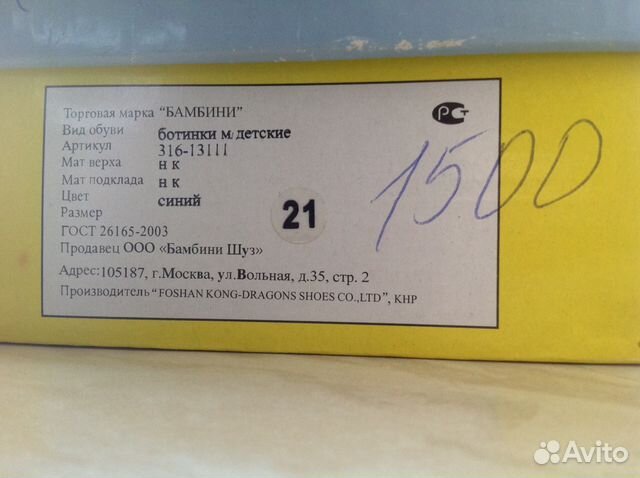 Торговая марка "БАМБИНИ"
Вид обуви ботинки м/детские
Артикул 316-13111
Мат верха н к
Мат подклада н к
Цвет синий
Размер 21
ГОСТ 26165-2003
Продавец ООО «Бамбини Шуз»
Адрес:105187, г.Москва, ул.Вольная, д.35, стр. 2
Производитель "FOSHAN KONG-DRAGONS SHOES CO.,LTD", КНР
РСТ
1500
Avito